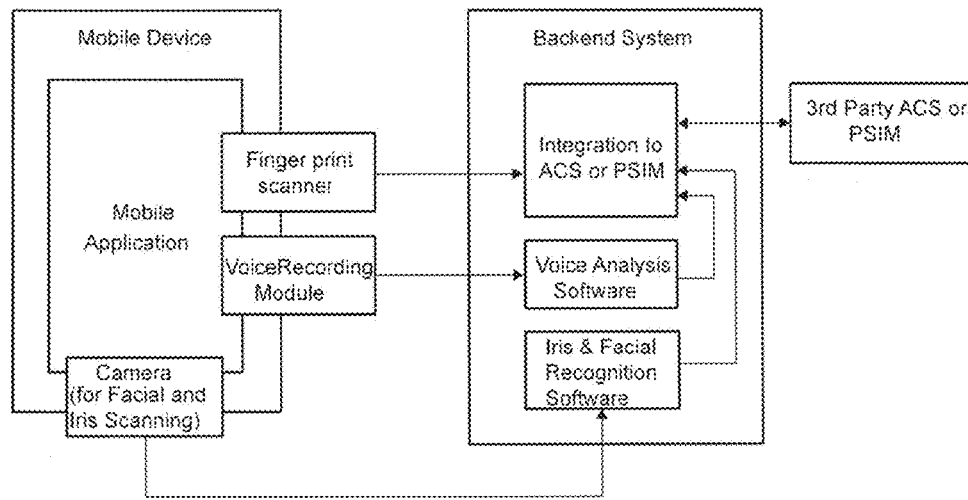 Mobile Device
Mobile
Application
Finger print
scanner
VoiceRecording
Module
Camera
(for Facial and
Iris Scanning)
Backend System
Integration to
ACS or PSIM
Voice Analysis
Software
Iris & Facial
Recognition
Software
3rd Party ACS or
PSIM